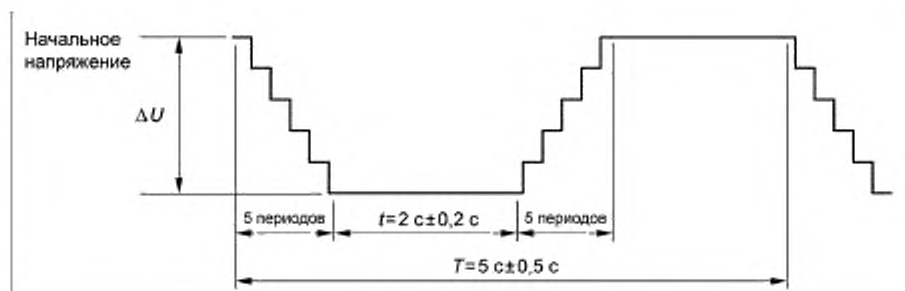 Начальное
напряжение
ΔU
5 периодов
t=2 с±0,2 с
5 периодов
T=5 с±0,5 с